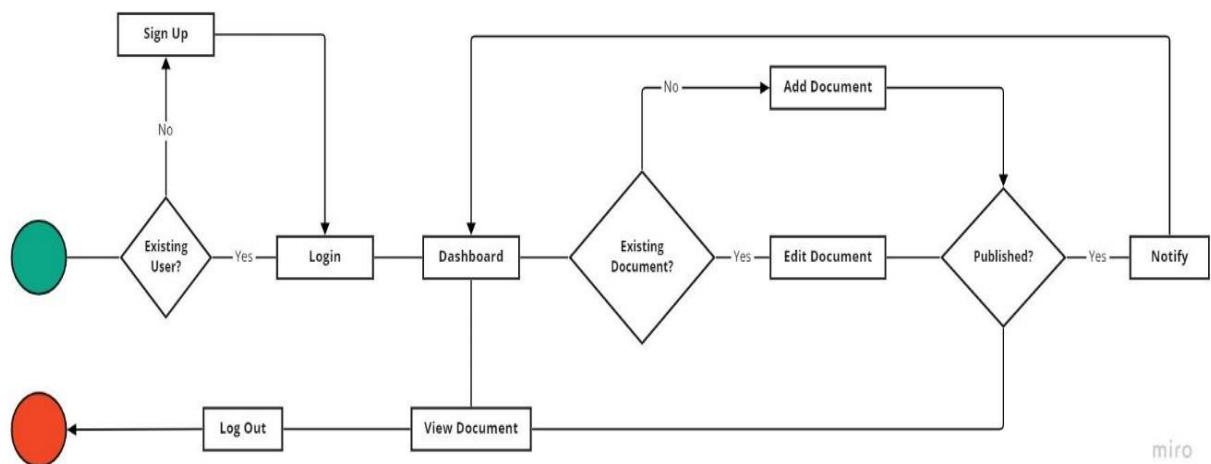 Sign Up
No
Add Document
No
Existing
User?
Yes
Login
Dashboard
Existing
Document?
Yes
Edit Document
Published?
Yes
Notify
Log Out
View Document
miro